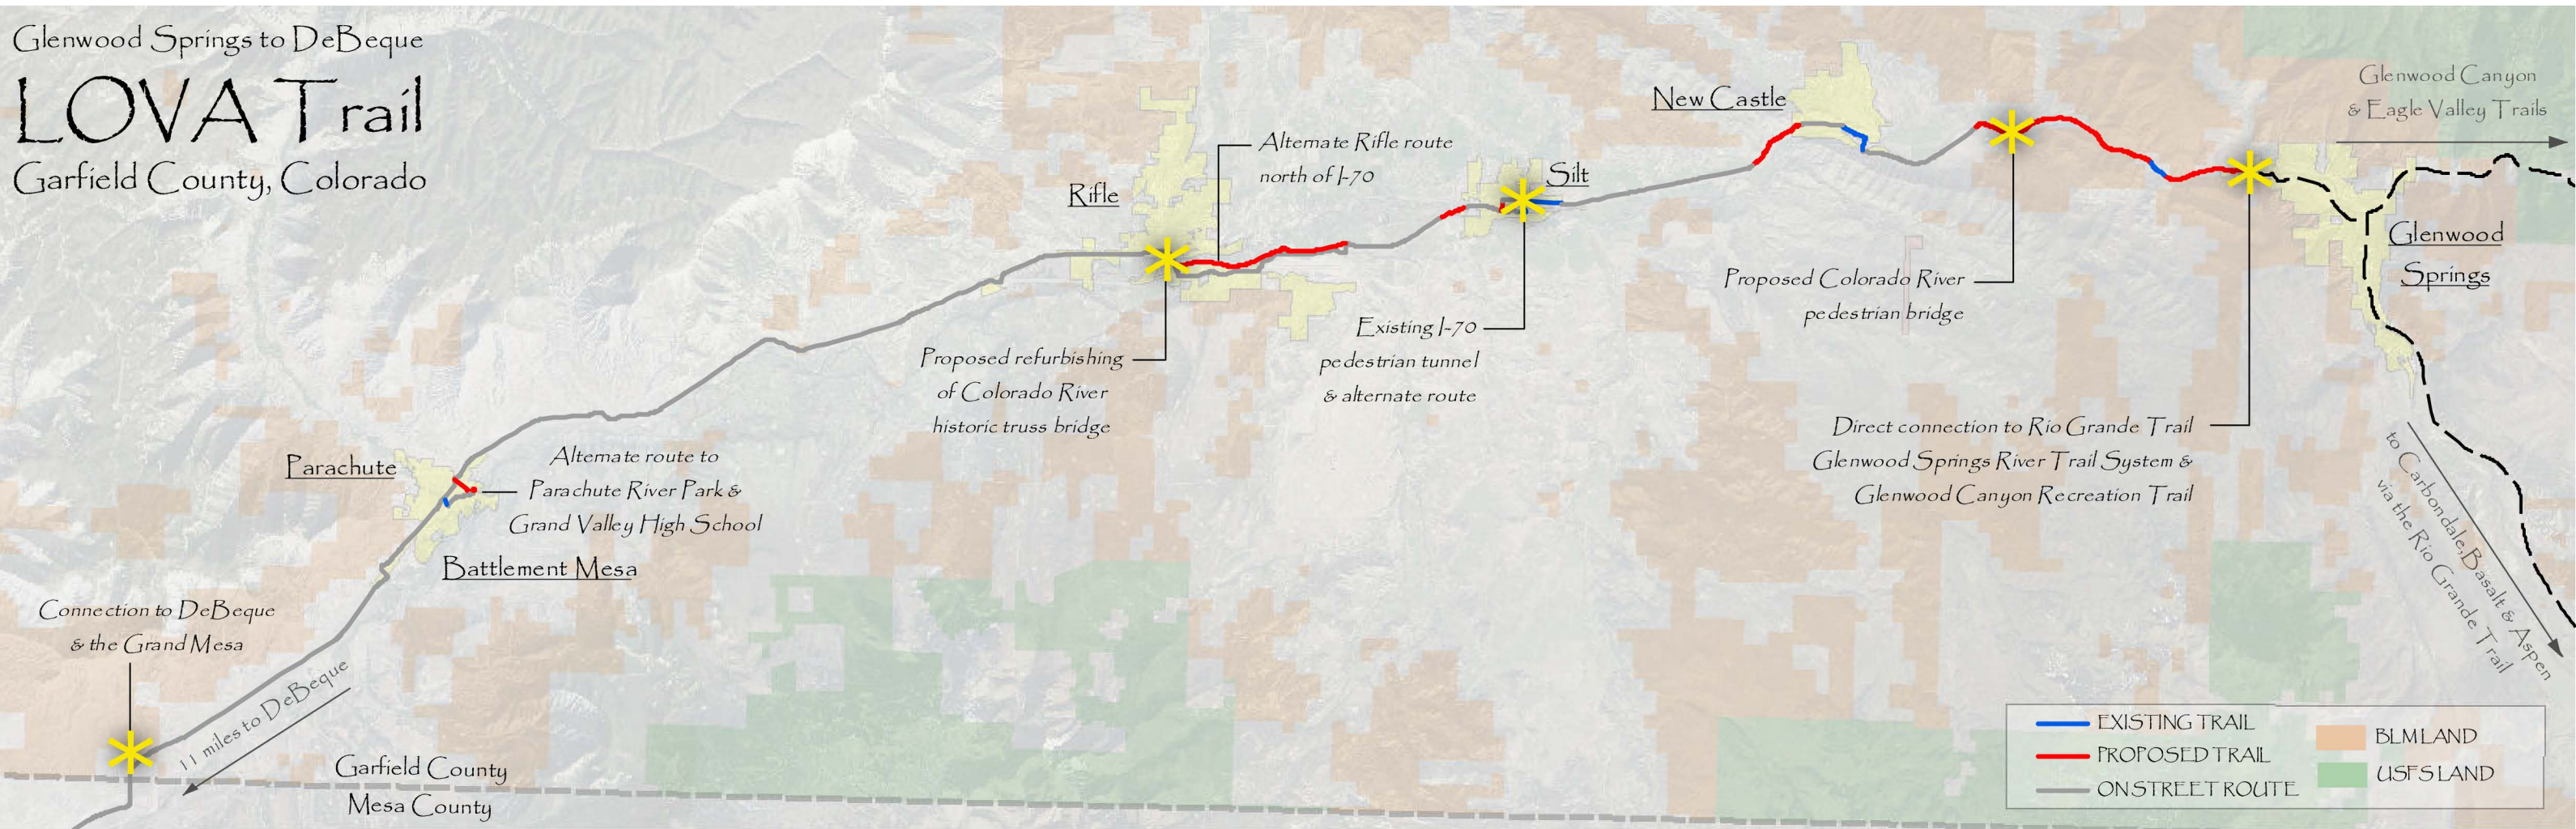 Glenwood Springs to DeBeque
LOVA Trail
Garfield County, Colorado
Glenwood Canyon
& Eagle Valley Trails
New Castle
Alternate Rifle route
north of I-70
Silt
Rifle
Glenwood
Springs
Proposed Colorado River
pedestrian bridge
Existing I-70
pedestrian tunnel
& alternate route
Proposed refurbishing
of Colorado River
historic truss bridge
Direct connection to Rio Grande Trail
Glenwood Springs River Trail System &
Glenwood Canyon Recreation Trail
Parachute
Alternate route to
Parachute River Park &
Grand Valley High School
Battlement Mesa
to Carbondale, Basalt & Aspen
via the Rio Grande Trail
Connection to DeBeque
& the Grand Mesa
11 miles to DeBeque
Garfield County
Mesa County
EXISTING TRAIL
PROPOSED TRAIL
ON STREET ROUTE
BLM LAND
USFS LAND